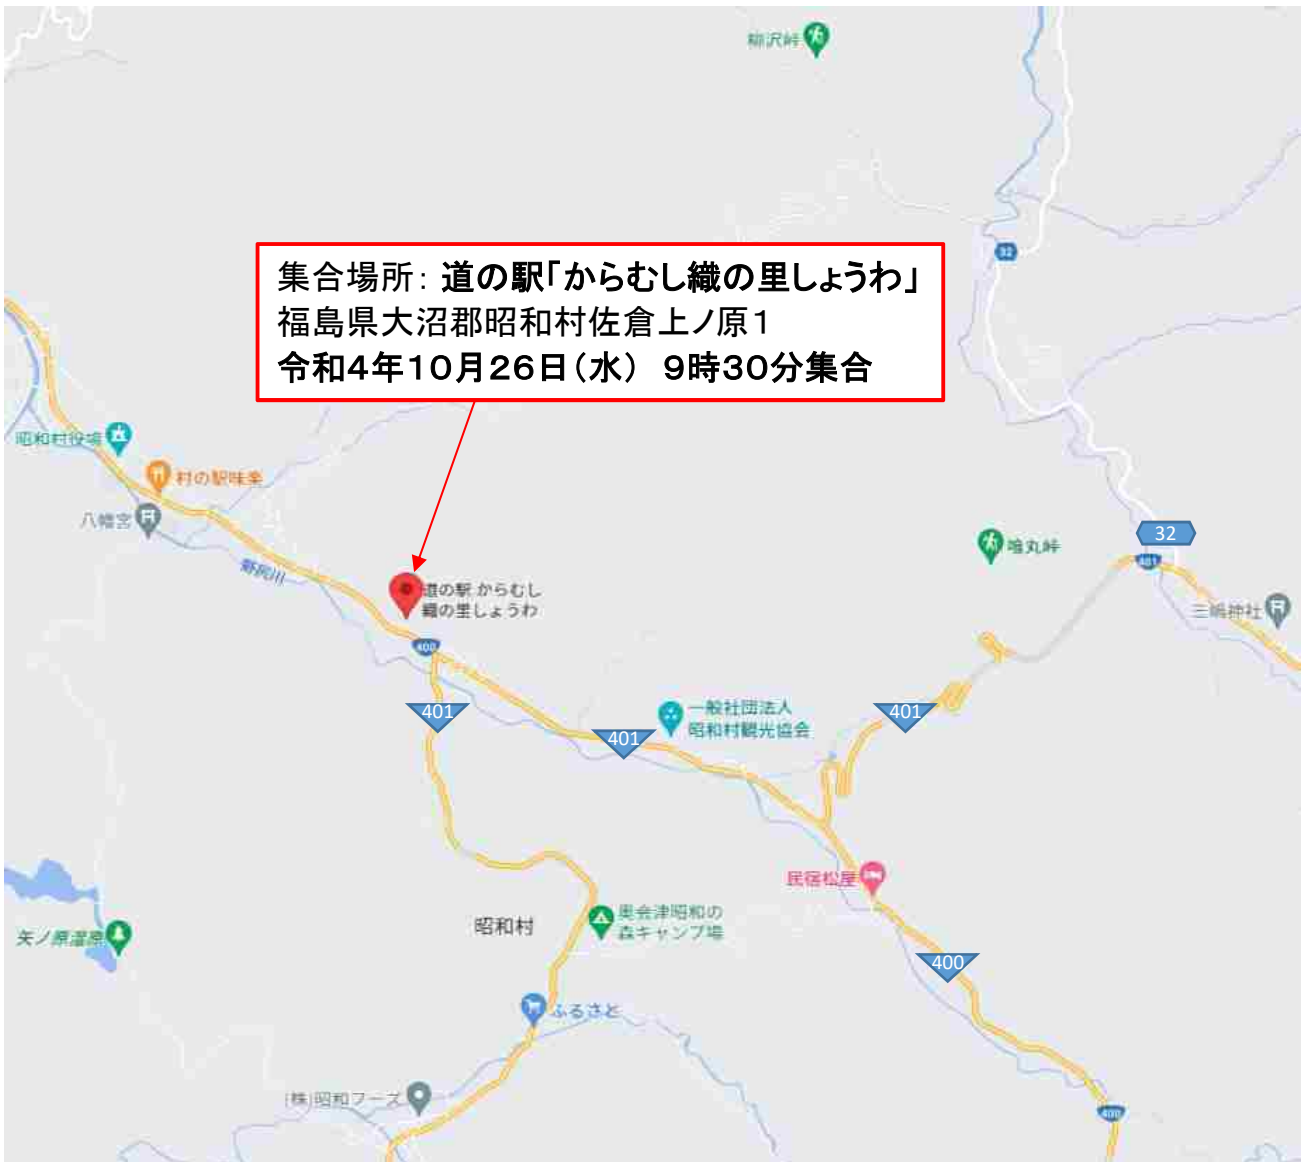 柳沢峠
32
集合場所: 道の駅「からむし織の里しょうわ」
福島県大沼郡昭和村佐倉上ノ原1
令和4年10月26日(水) 9時30分集合
昭和村役場
村の駅味楽
八幡宮
野尻川
道の駅 からむし
織の里しょうわ
400
32
401
喰丸峠
三嶋神社
401
401
401
一般社団法人
昭和村観光協会
民宿松屋
奥会津昭和の
森キャンプ場
昭和村
矢ノ原湿原
400
ふるさと
(株)昭和フーズ
400